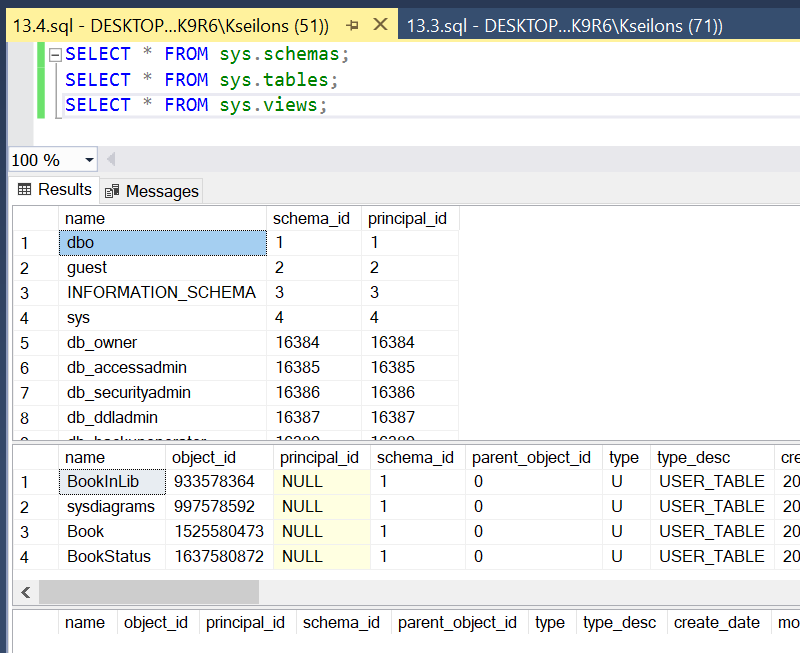 13.4.sql - DESKTOP...K9R6\Kseilons (51)) 13.3.sql - DESKTOP...K9R6\Kseilons (71))
SELECT * FROM sys.schemas;
SELECT * FROM sys.tables;
SELECT * FROM sys.views;
100 %
Results Messages
name schema_id principal_id
1 dbo 1 1
2 guest 2 2
3 INFORMATION_SCHEMA 3 3
4 sys 4 4
5 db_owner 16384 16384
6 db_accessadmin 16385 16385
7 db_securityadmin 16386 16386
8 db_ddladmin 16387 16387
name object_id principal_id schema_id parent_object_id type type_desc cre
1 BookInLib 933578364 NULL 1 0 U USER_TABLE 20
2 sysdiagrams 997578592 NULL 1 0 U USER_TABLE 20
3 Book 1525580473 NULL 1 0 U USER_TABLE 20
4 BookStatus 1637580872 NULL 1 0 U USER_TABLE 20
name object_id principal_id schema_id parent_object_id type type_desc create_date mo